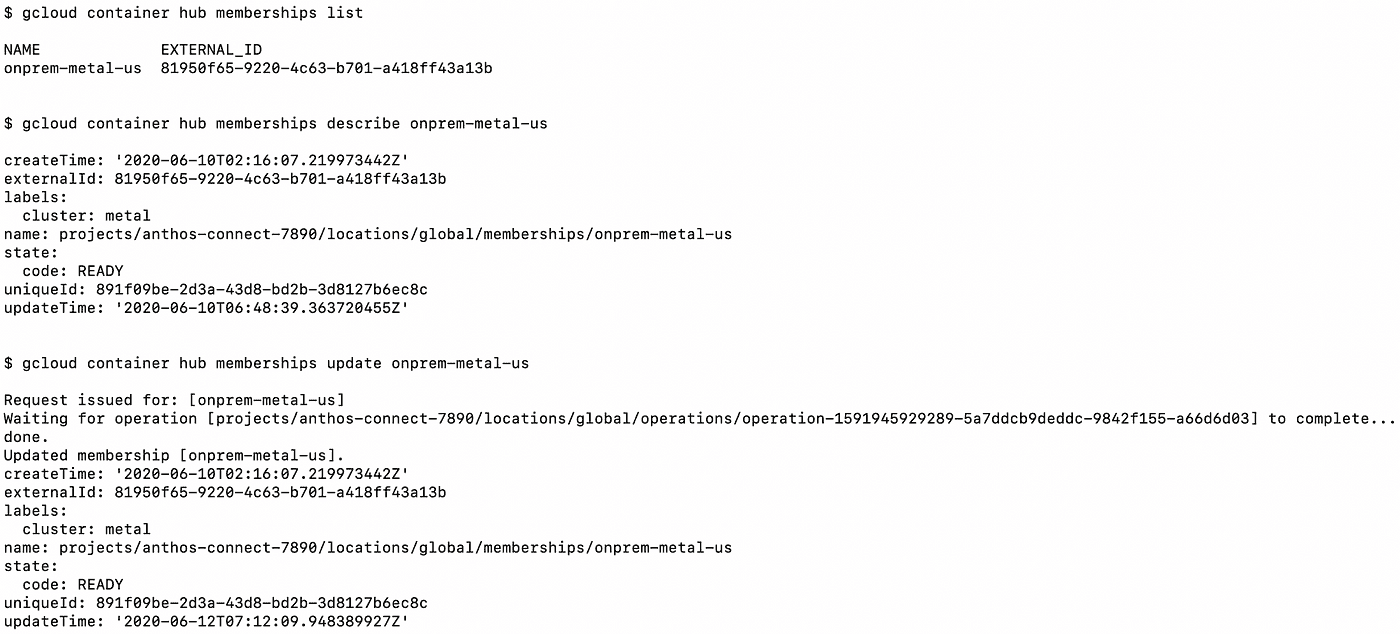 $ gcloud container hub memberships list
NAME             EXTERNAL_ID
onprem-metal-us  81950f65-9220-4c63-b701-a418ff43a13b
$ gcloud container hub memberships describe onprem-metal-us
createTime: '2020-06-10T02:16:07.219973442Z'
externalId: 81950f65-9220-4c63-b701-a418ff43a13b
labels:
  cluster: metal
name: projects/anthos-connect-7890/locations/global/memberships/onprem-metal-us
state:
  code: READY
uniqueId: 891f09be-2d3a-43d8-bd2b-3d8127b6ec8c
updateTime: '2020-06-10T06:48:39.363720455Z'
$ gcloud container hub memberships update onprem-metal-us
Request issued for: [onprem-metal-us]
Waiting for operation [projects/anthos-connect-7890/locations/global/operations/operation-1591945929289-5a7ddcb9deddc-9842f155-a66d6d03] to complete...
done.
Updated membership [onprem-metal-us].
createTime: '2020-06-10T02:16:07.219973442Z'
externalId: 81950f65-9220-4c63-b701-a418ff43a13b
labels:
  cluster: metal
name: projects/anthos-connect-7890/locations/global/memberships/onprem-metal-us
state:
  code: READY
uniqueId: 891f09be-2d3a-43d8-bd2b-3d8127b6ec8c
updateTime: '2020-06-12T07:12:09.948389927Z'